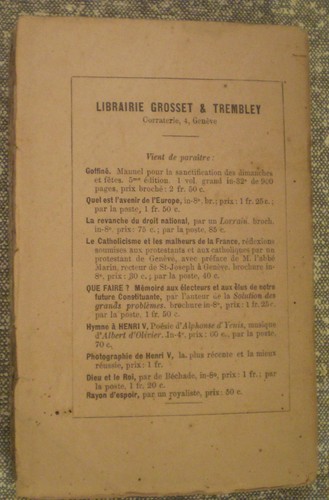 LIBRAIRIE GROSSET & TREMBLEY
Corraterie, 4, Genève
Vient de paraître :
Goffiné. Manuel pour la sanctification des dimanches
et fêtes. 5me édition 1 vol. grand in-32° de 900
pages, prix broché : 2 fr. 50 c.
Quel est l'avenir de l'Europe, in-8°. br.; prix : 1 fr. 25 c.;
par la poste, 1 fr. 50 c.
La revanche du droit national, par un Lorrain. broch.
in-8°. prix : 75 c.; par la poste, 85 c.
Le Catholicisme et les malheurs de la France, réflexions
soumises aux protestants et aux catholiques par un
protestant de Genève, avec préface de M. l'abbé
Marin, recteur de St-Joseph à Genève. brochure in-
8°, prix : 30 c.; par la poste, 40 c.
QUE FAIRE ? Mémoire aux électeurs et aux élus de notre
future Constituante, par l'auteur de la Solution des
grands problèmes. brochure in-8°, prix : 1 fr. 25 c.
par la poste, 1 fr. 50 c.
Hymne à HENRI V, Poésie d'Alphonse d'Yenis, musique
d'Albert d'Olévier. In-4°. prix : 60 c., par la poste,
70 c.
Photographie de Henri V, la plus récente et la mieux
réussie, prix : 1 fr.
Dieu et le Roi, par de Béchade, in-8°, prix : 1 fr. ; par
la poste, 1 fr. 20 c.
Rayon d'espoir, par un royaliste, prix : 50 c.